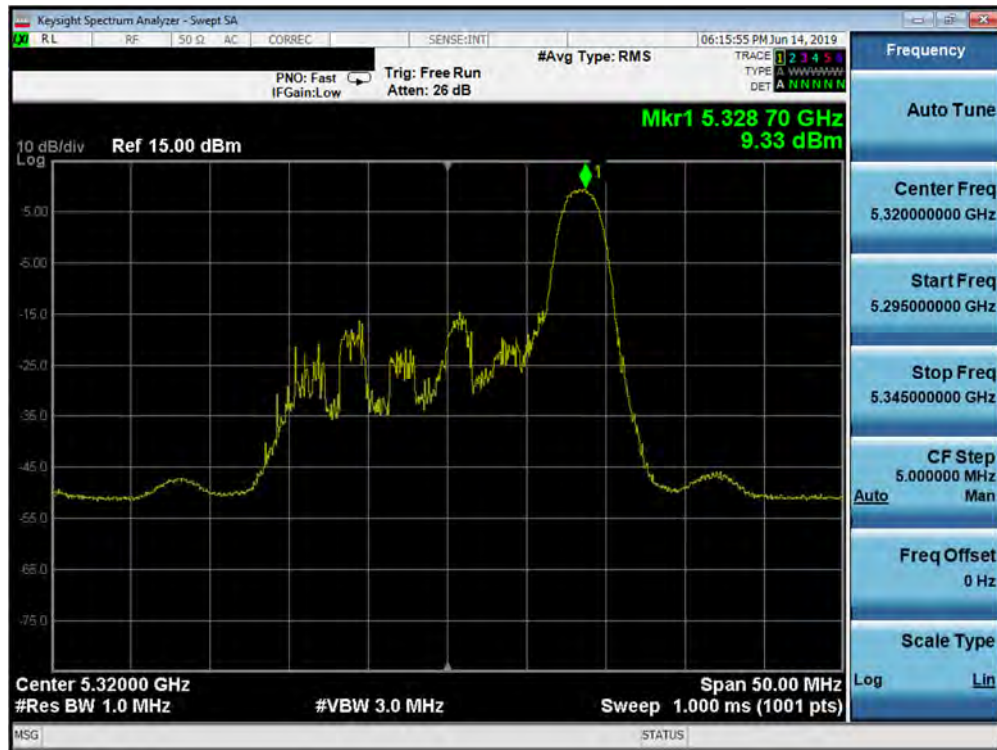 Keysight Spectrum Analyzer - Swept SA
LXI RL RF 50 Ω AC CORREC SENSE:INT 06:15:55 PM Jun 14, 2019
#Avg Type: RMS TRACE 1 2 3 4 5 6
PNO: Fast Trig: Free Run TYPE A WWWWW
IFGain:Low Atten: 26 dB DET A N N N N N
Mkr1 5.328 70 GHz
9.33 dBm
10 dB/div Ref 15.00 dBm
Log
1
5.00
-5.00
-15.0
-25.0
-35.0
-45.0
-55.0
-65.0
-75.0
Center 5.32000 GHz Span 50.00 MHz
#Res BW 1.0 MHz #VBW 3.0 MHz Sweep 1.000 ms (1001 pts)
MSG STATUS
Frequency
Auto Tune
Center Freq
5.320000000 GHz
Start Freq
5.295000000 GHz
Stop Freq
5.345000000 GHz
CF Step
5.000000 MHz
Auto Man
Freq Offset
0 Hz
Scale Type
Log Lin